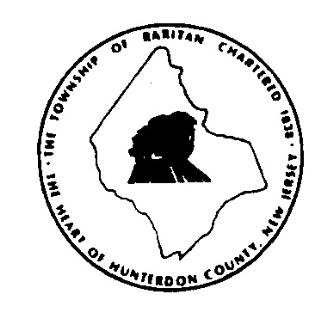 · THE TOWNSHIP OF RARITAN CHARTERED 1838 ·
THE HEART OF HUNTERDON COUNTY, NEW JERSEY